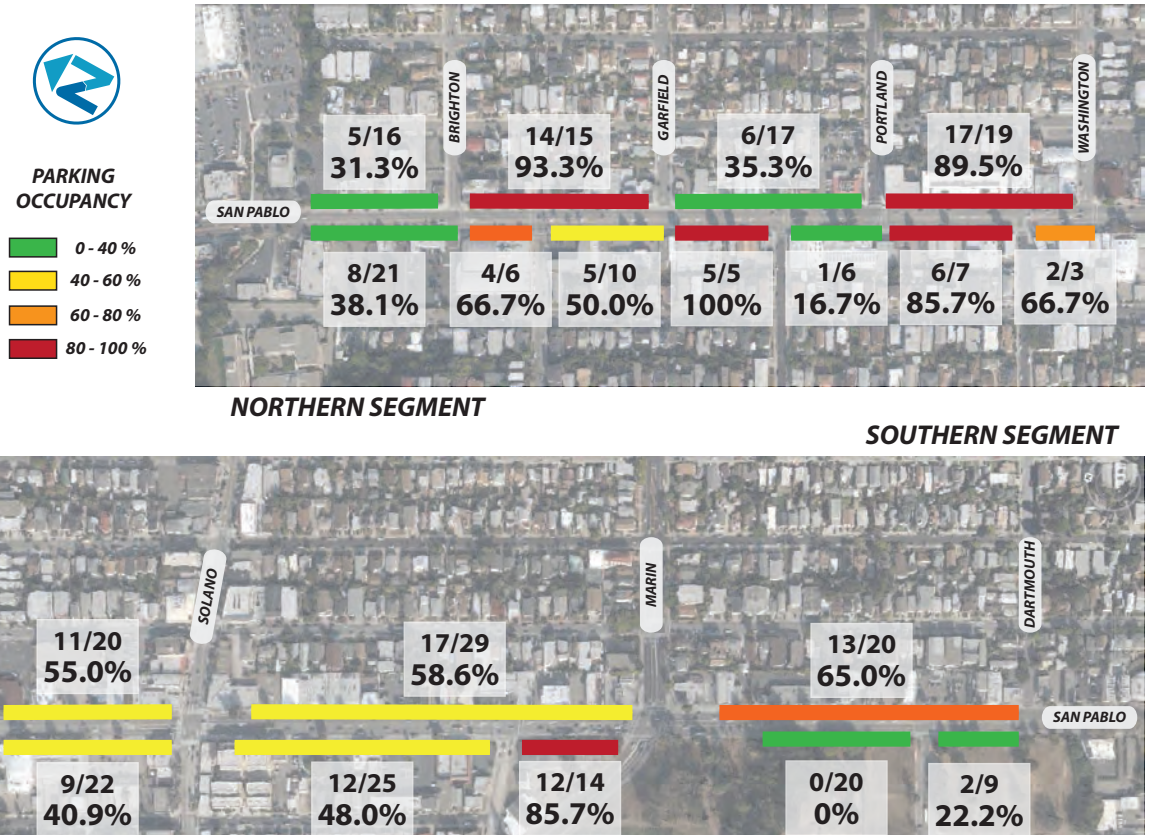 PARKING
OCCUPANCY
0 - 40 %
40 - 60 %
60 - 80 %
80 - 100 %
BRIGHTON
GARFIELD
PORTLAND
WASHINGTON
5/16
31.3%
14/15
93.3%
6/17
35.3%
17/19
89.5%
SAN PABLO
8/21
38.1%
4/6
66.7%
5/10
50.0%
5/5
100%
1/6
16.7%
6/7
85.7%
2/3
66.7%
NORTHERN SEGMENT
SOUTHERN SEGMENT
SOLANO
MARIN
DARTMOUTH
11/20
55.0%
17/29
58.6%
13/20
65.0%
SAN PABLO
9/22
40.9%
12/25
48.0%
12/14
85.7%
0/20
0%
2/9
22.2%